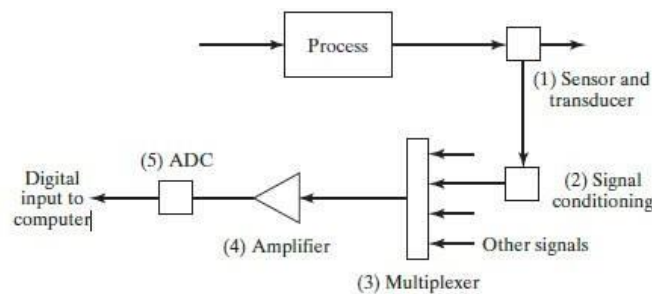 Process
(1) Sensor and
transducer
(5) ADC
Digital
input to
computer
(2) Signal
conditioning
Other signals
(4) Amplifier
(3) Multiplexer